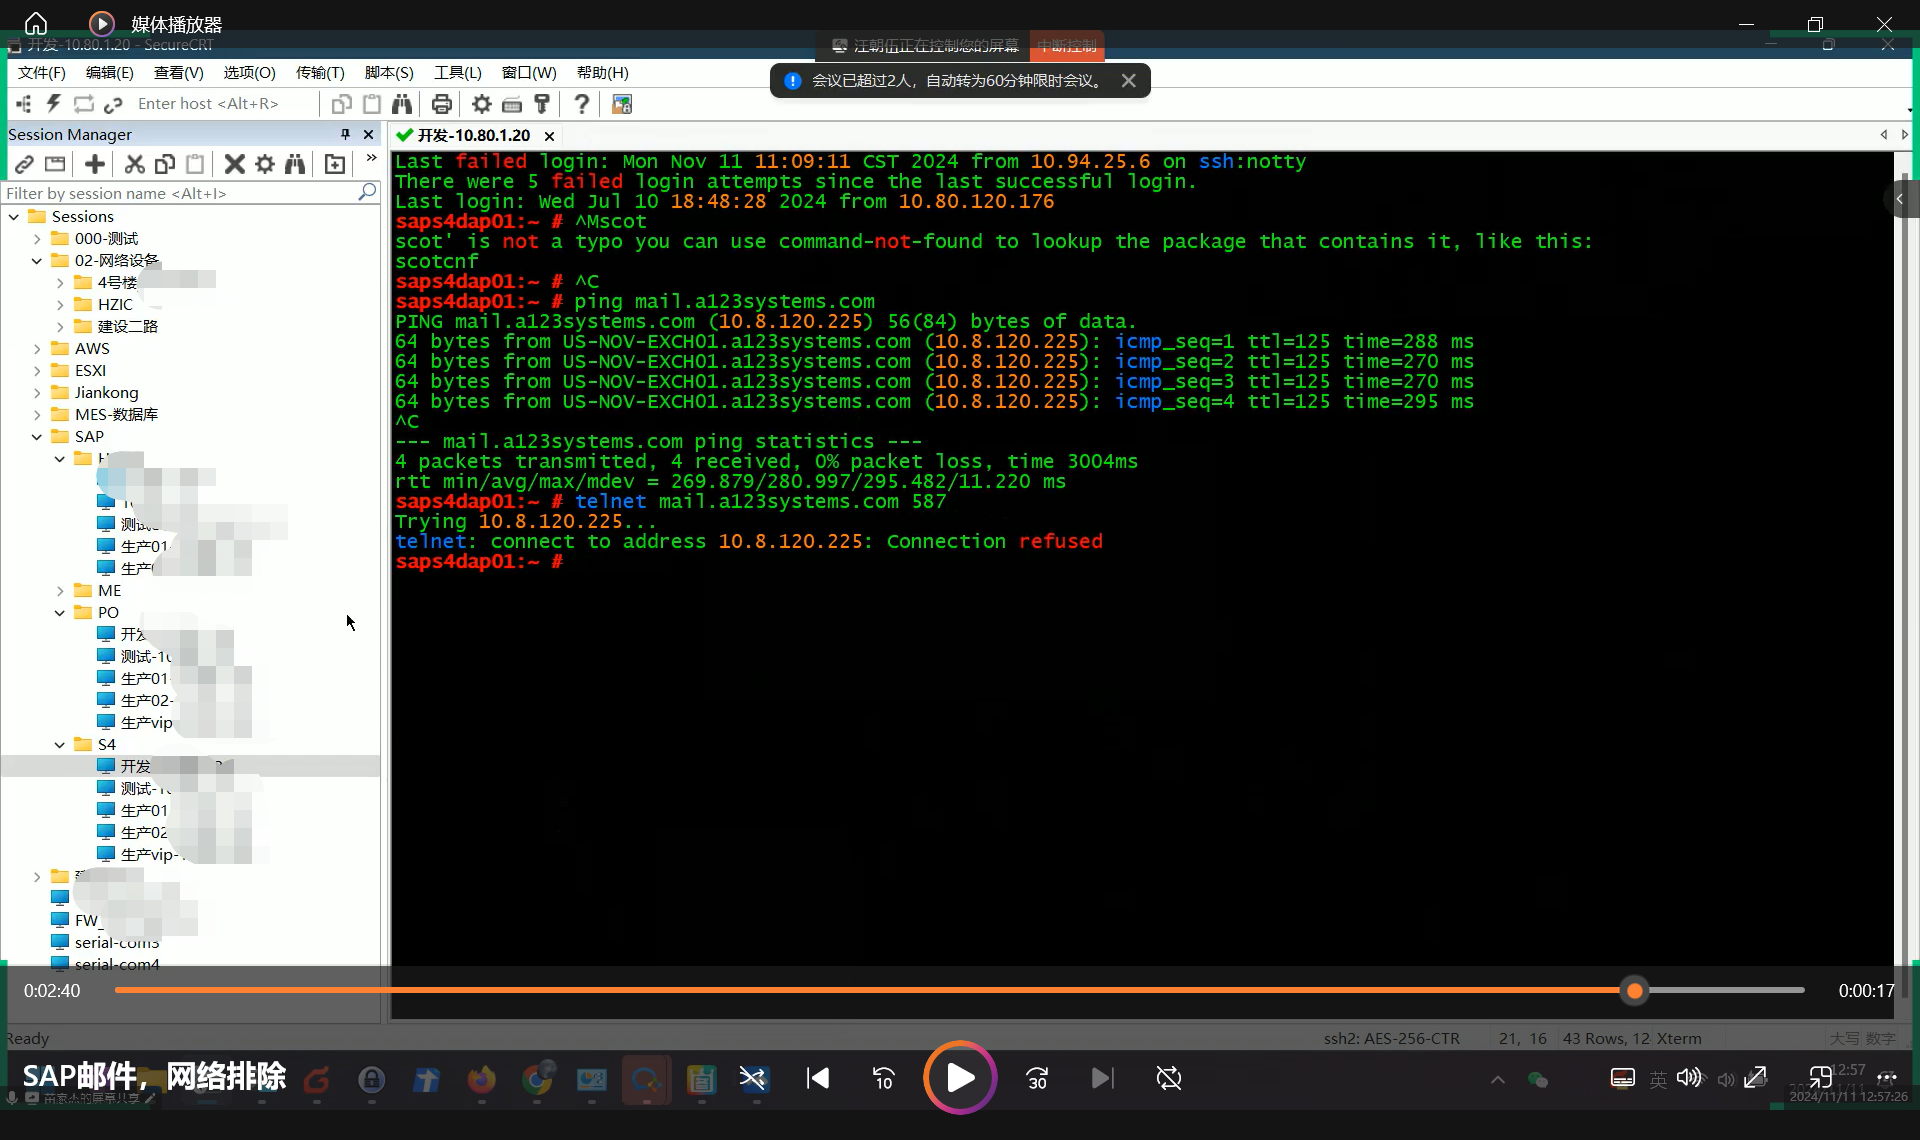 媒体播放器
开发-10.80.1.20 - SecureCRT
汪朝伍正在控制您的屏幕
中断控制
文件(F) 编辑(E) 查看(V) 选项(O) 传输(T) 脚本(S) 工具(L) 窗口(W) 帮助(H)
会议已超过2人，自动转为60分钟限时会议。
Enter host <Alt+R>
Session Manager
开发-10.80.1.20
Filter by session name <Alt+I>
Sessions
000-测试
02-网络设备
4号楼
HZIC
建设二路
AWS
ESXI
Jiankong
MES-数据库
SAP
测试
生产01
生产
ME
PO
开发
测试-10
生产01
生产02-
生产vip
S4
开发
测试-10
生产01
生产02
生产vip-
FW_
serial-com3
serial-com4
Last failed login: Mon Nov 11 11:09:11 CST 2024 from 10.94.25.6 on ssh:notty
There were 5 failed login attempts since the last successful login.
Last login: Wed Jul 10 18:48:28 2024 from 10.80.120.176
saps4dap01:~ # ^Mscot
scot' is not a typo you can use command-not-found to lookup the package that contains it, like this:
scotcnf
saps4dap01:~ # ^C
saps4dap01:~ # ping mail.a123systems.com
PING mail.a123systems.com (10.8.120.225) 56(84) bytes of data.
64 bytes from US-NOV-EXCH01.a123systems.com (10.8.120.225): icmp_seq=1 ttl=125 time=288 ms
64 bytes from US-NOV-EXCH01.a123systems.com (10.8.120.225): icmp_seq=2 ttl=125 time=270 ms
64 bytes from US-NOV-EXCH01.a123systems.com (10.8.120.225): icmp_seq=3 ttl=125 time=270 ms
64 bytes from US-NOV-EXCH01.a123systems.com (10.8.120.225): icmp_seq=4 ttl=125 time=295 ms
^C
--- mail.a123systems.com ping statistics ---
4 packets transmitted, 4 received, 0% packet loss, time 3004ms
rtt min/avg/max/mdev = 269.879/280.997/295.482/11.220 ms
saps4dap01:~ # telnet mail.a123systems.com 587
Trying 10.8.120.225...
telnet: connect to address 10.8.120.225: Connection refused
saps4dap01:~ #
0:02:40
0:00:17
Ready
ssh2: AES-256-CTR 21, 16 43 Rows, 12 Xterm 大写 数字
SAP邮件，网络排除
10
30
英
12:57
苗家杰的屏幕共享
2024/11/11 12:57:26